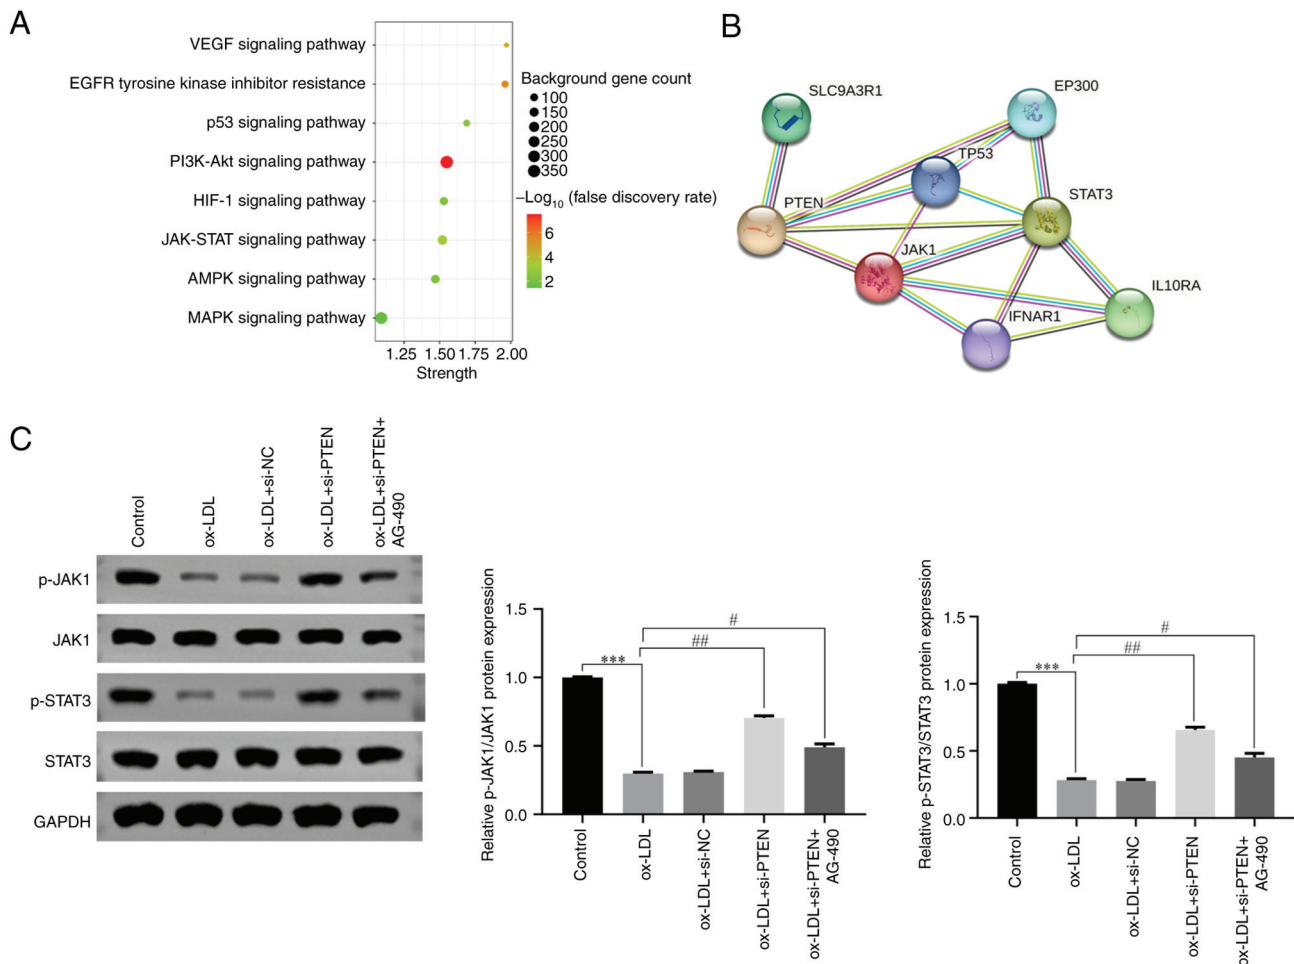 A
VEGF signaling pathway
EGFR tyrosine kinase inhibitor resistance
p53 signaling pathway
PI3K-Akt signaling pathway
HIF-1 signaling pathway
JAK-STAT signaling pathway
AMPK signaling pathway
MAPK signaling pathway
1.25 1.50 1.75 2.00
Strength
Background gene count
100
150
200
250
300
350
–Log10 (false discovery rate)
6
4
2
B
SLC9A3R1
EP300
TP53
PTEN
STAT3
JAK1
IL10RA
IFNAR1
C
Control
ox-LDL
ox-LDL+si-NC
ox-LDL+si-PTEN
ox-LDL+si-PTEN+
AG-490
p-JAK1
JAK1
p-STAT3
STAT3
GAPDH
Relative p-JAK1/JAK1 protein expression
1.5
1.0
0.5
0.0
***
##
#
Control
ox-LDL
ox-LDL+si-NC
ox-LDL+si-PTEN
ox-LDL+si-PTEN+
AG-490
Relative p-STAT3/STAT3 protein expression
1.5
1.0
0.5
0.0
***
##
#
Control
ox-LDL
ox-LDL+si-NC
ox-LDL+si-PTEN
ox-LDL+si-PTEN+
AG-490